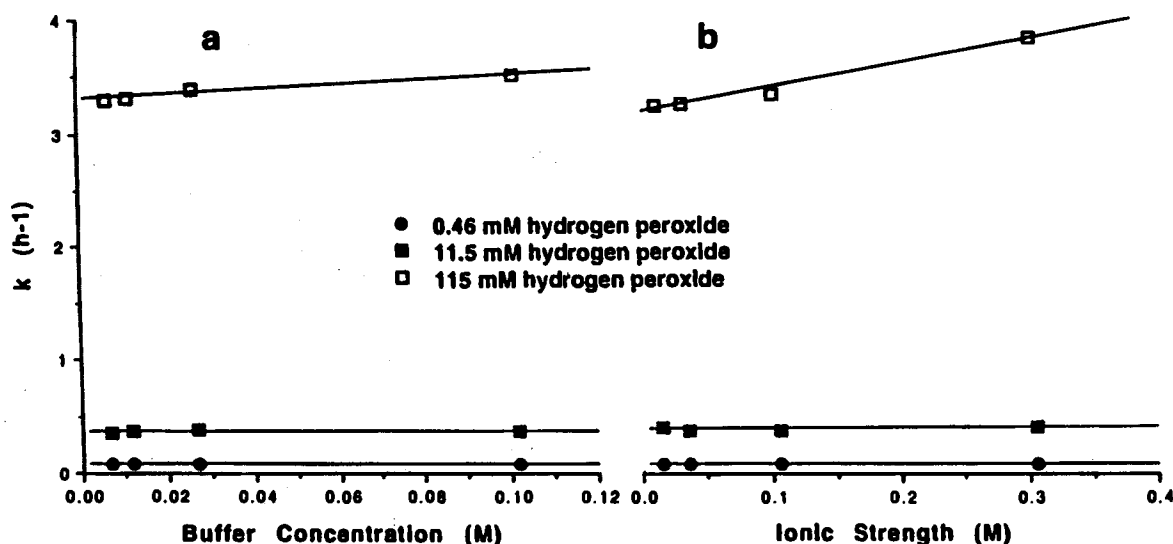 a
b
4
3
2
1
0
k (h-1)
● 0.46 mM hydrogen peroxide
■ 11.5 mM hydrogen peroxide
□ 115 mM hydrogen peroxide
0.00 0.02 0.04 0.06 0.08 0.10 0.12
0.0 0.1 0.2 0.3 0.4
Buffer Concentration (M)
Ionic Strength (M)